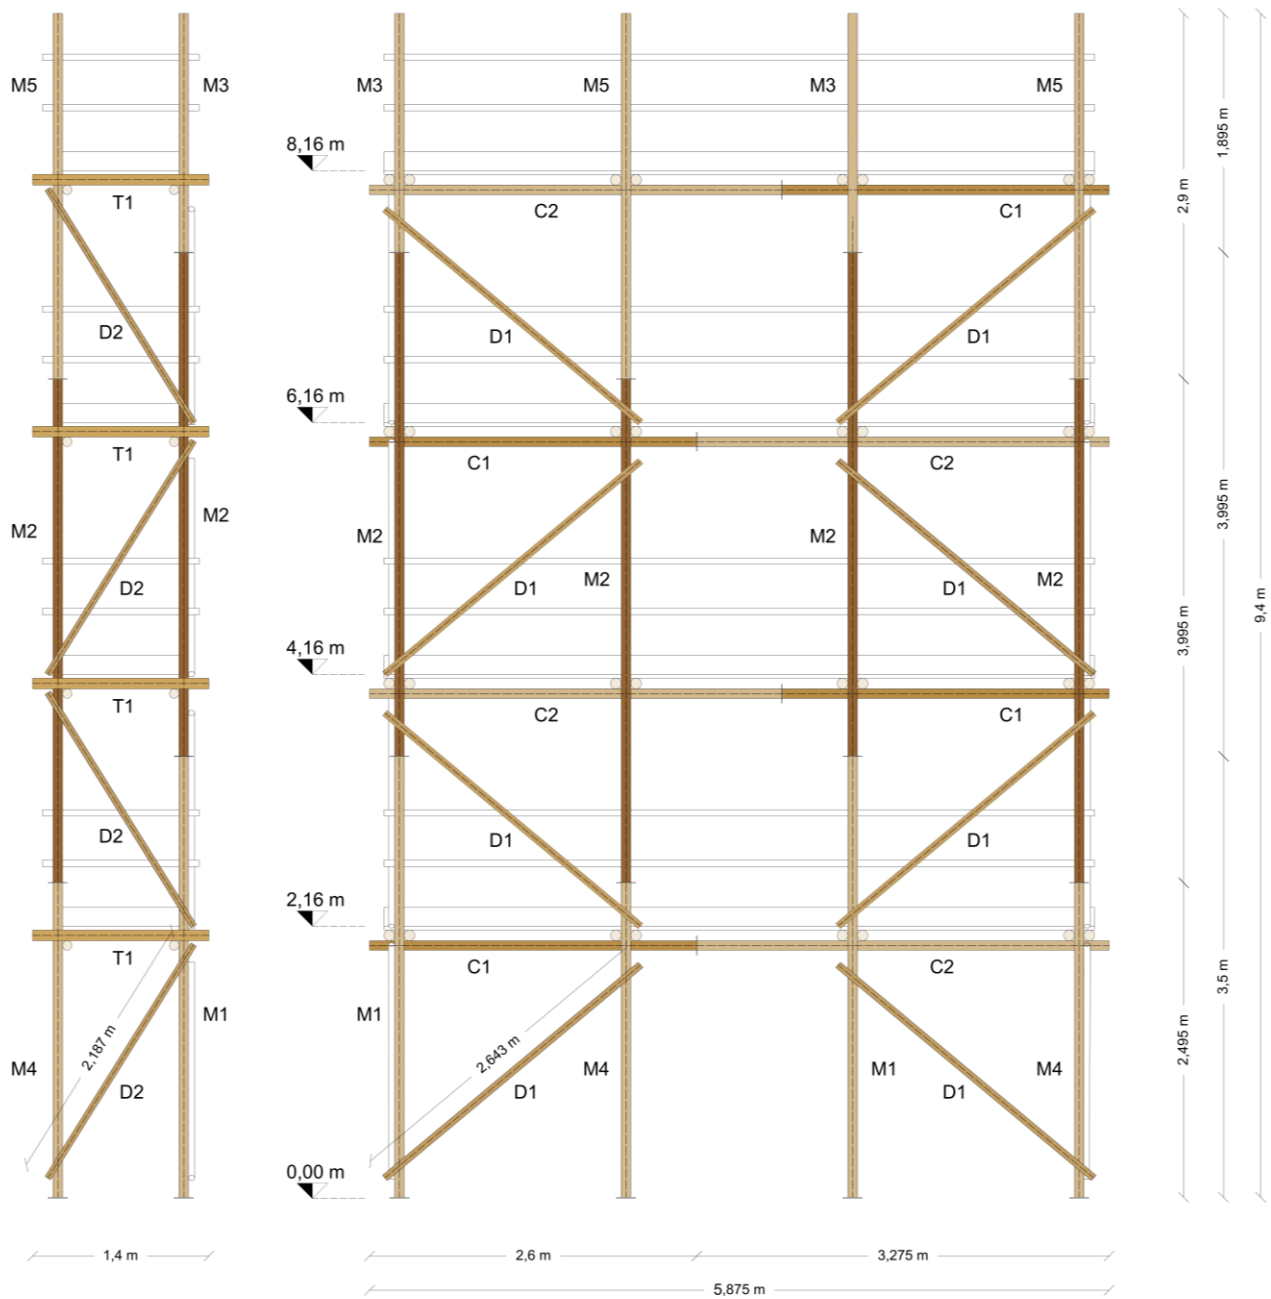 M5
M3
M3
M5
M3
M5
1,895 m
8,16 m
2,9 m
T1
C2
C1
D2
D1
D1
6,16 m
T1
C1
C2
3,995 m
M2
M2
M2
M2
D2
D1
M2
D1
M2
9,4 m
3,995 m
4,16 m
T1
C2
C1
D2
D1
D1
2,16 m
T1
C1
C2
3,5 m
M1
M1
2,187 m
2,643 m
2,495 m
M4
M4
M1
M4
D2
D1
D1
0,00 m
1,4 m
2,6 m
3,275 m
5,875 m